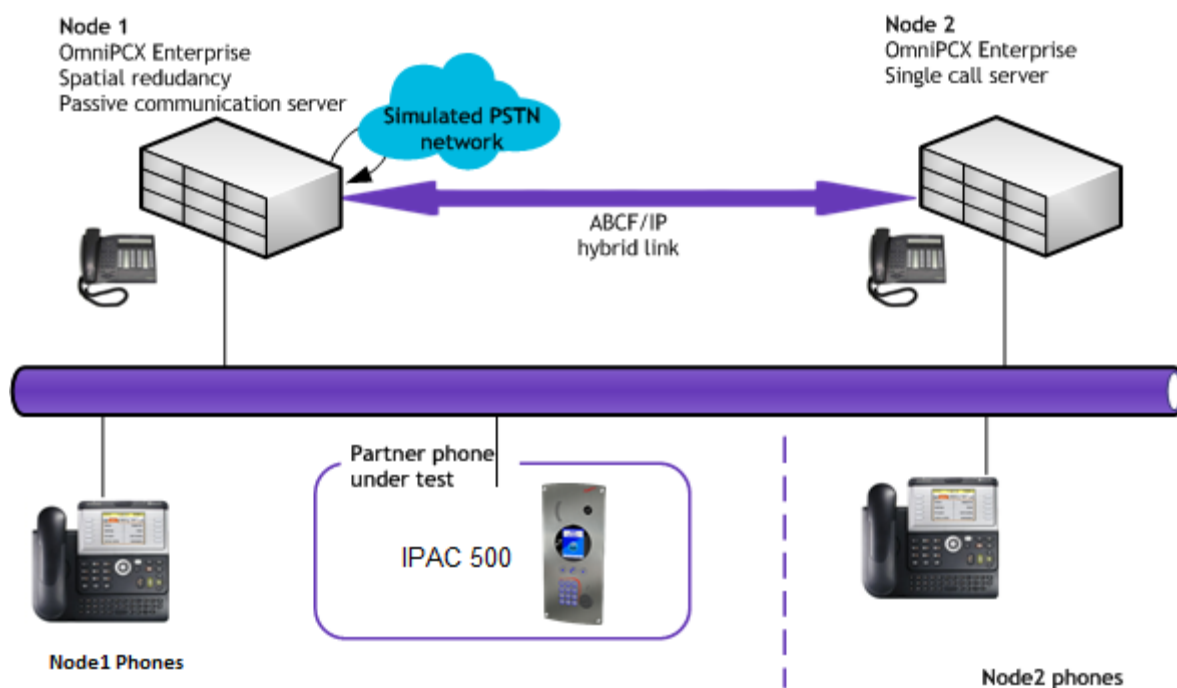 Node 1
OmniPCX Enterprise
Spatial redudancy
Passive communication server
Simulated PSTN
network
Node 2
OmniPCX Enterprise
Single call server
ABCF/IP
hybrid link
Partner phone
under test
IPAC 500
Node1 Phones
Node2 phones